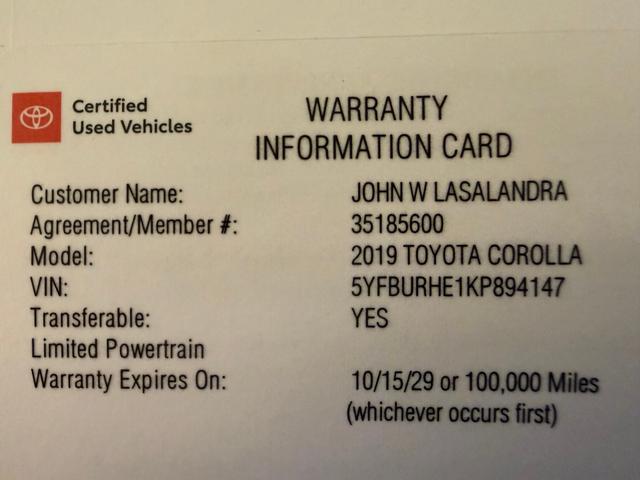 Certified
Used Vehicles
WARRANTY
INFORMATION CARD
Customer Name: JOHN W LASALANDRA
Agreement/Member #: 35185600
Model: 2019 TOYOTA COROLLA
VIN: 5YFBURHE1KP894147
Transferable: YES
Limited Powertrain
Warranty Expires On: 10/15/29 or 100,000 Miles
(whichever occurs first)